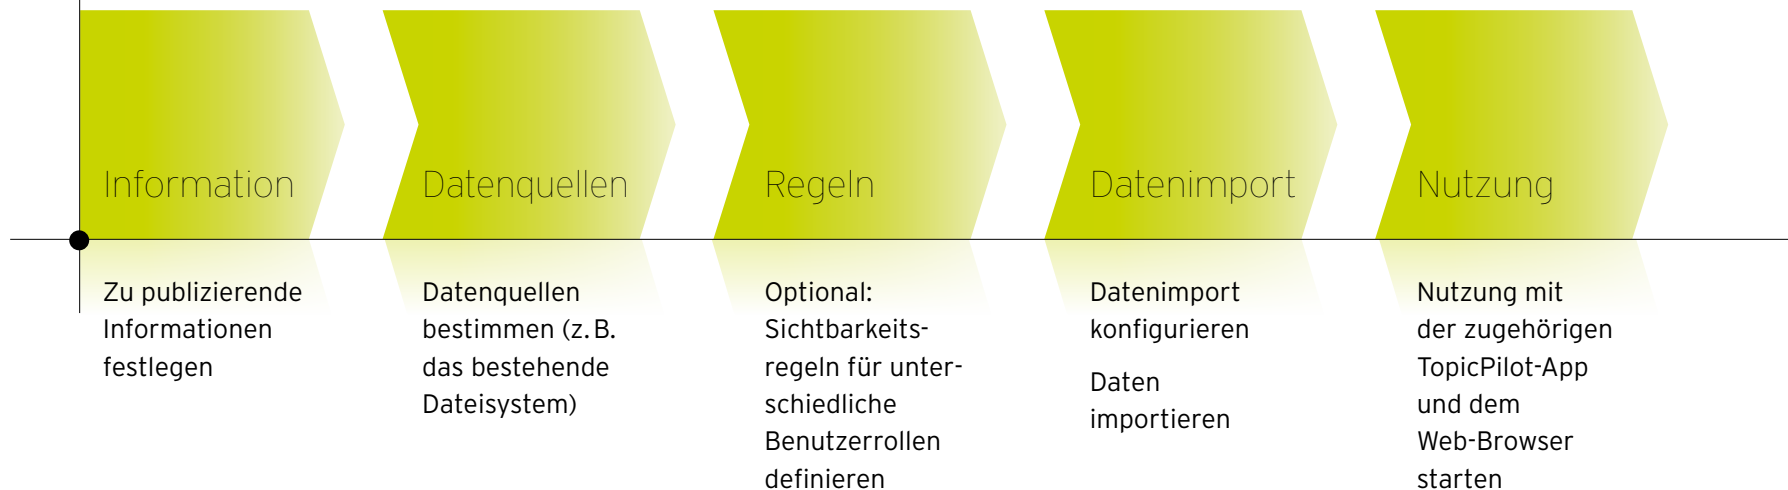 Information
Datenquellen
Regeln
Datenimport
Nutzung
Zu publizierende
Informationen
festlegen
Datenquellen
bestimmen (z. B.
das bestehende
Dateisystem)
Optional:
Sichtbarkeits-
regeln für unter-
schiedliche
Benutzerrollen
definieren
Datenimport
konfigurieren
Daten
importieren
Nutzung mit
der zugehörigen
TopicPilot-App
und dem
Web-Browser
starten